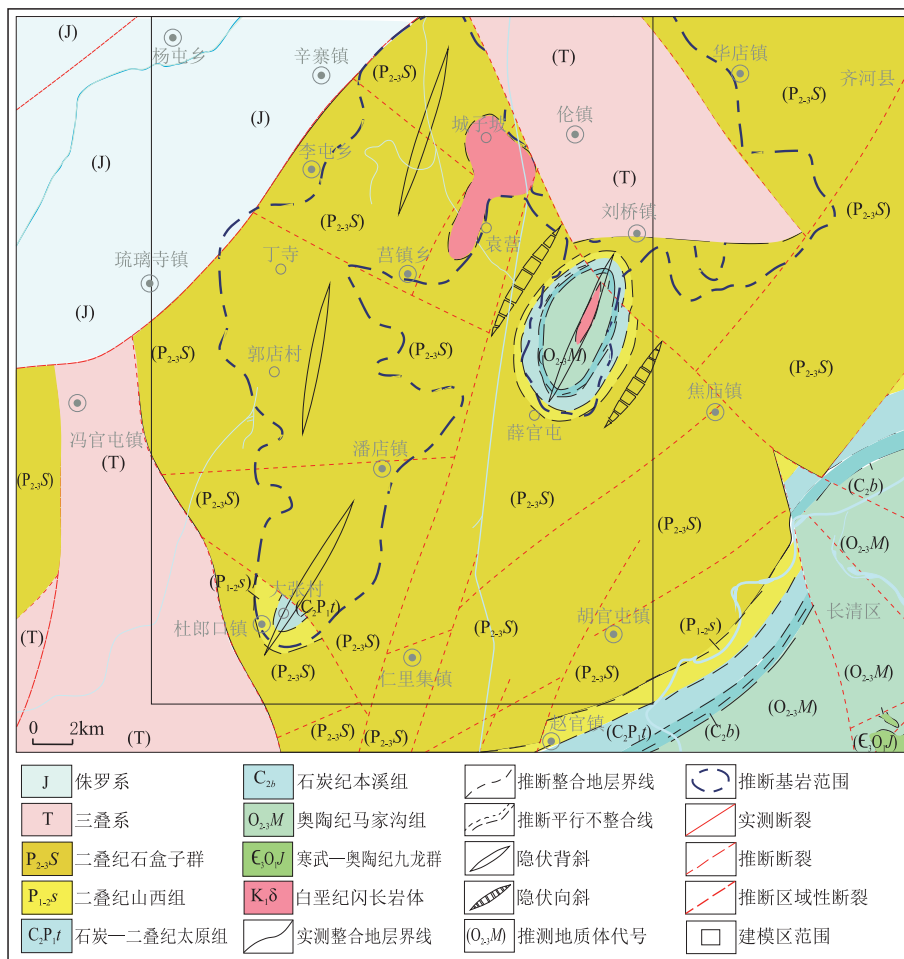 (J)
杨屯乡
辛寨镇
(P₂₋₃S)
(T)
华店镇
(P₂₋₃S)
齐河县
(J)
(J)
城子坡
伦镇
李屯乡
(T)
(P₂₋₃S)
刘桥镇
(P₂₋₃S)
袁营
琉璃寺镇
丁寺
莒镇乡
(J)
(P₂₋₃S)
(P₂₋₃S)
郭店村
(O₂₋₃M)
(P₂₋₃S)
焦庙镇
冯官屯镇
薛官屯
(T)
潘店镇
(P₂₋₃S)
(P₂₋₃S)
(P₂₋₃S)
(C₂b)
(P₂₋₃S)
(O₂₋₃M)
(P₁₋₂s)
大张村
(C₂P₁t)
杜郎口镇
胡官屯镇
长清区
(P₁₋₂s)
(T)
(P₂₋₃S)
(P₂₋₃S)
(P₂₋₃S)
仁里集镇
(P₂₋₃S)
(O₂₋₃M)
(O₂₋₃M)
0 2km
(T)
(P₂₋₃S)
(P₂₋₃S)
赵官镇
(C₂P₁t)
(C₂b)
(Є₃O₁J)
J 侏罗系
C₂b 石炭纪本溪组
推断整合地层界线
推断基岩范围
T 三叠系
O₂₋₃M 奥陶纪马家沟组
推断平行不整合线
实测断裂
P₂₋₃S 二叠纪石盒子群
Є₃O₁J 寒武—奥陶纪九龙群
隐伏背斜
推断断裂
P₁₋₂s 二叠纪山西组
K₁δ 白垩纪闪长岩体
隐伏向斜
推断区域性断裂
C₂P₁t 石炭—二叠纪太原组
实测整合地层界线
(O₂₋₃M) 推测地质体代号
建模区范围